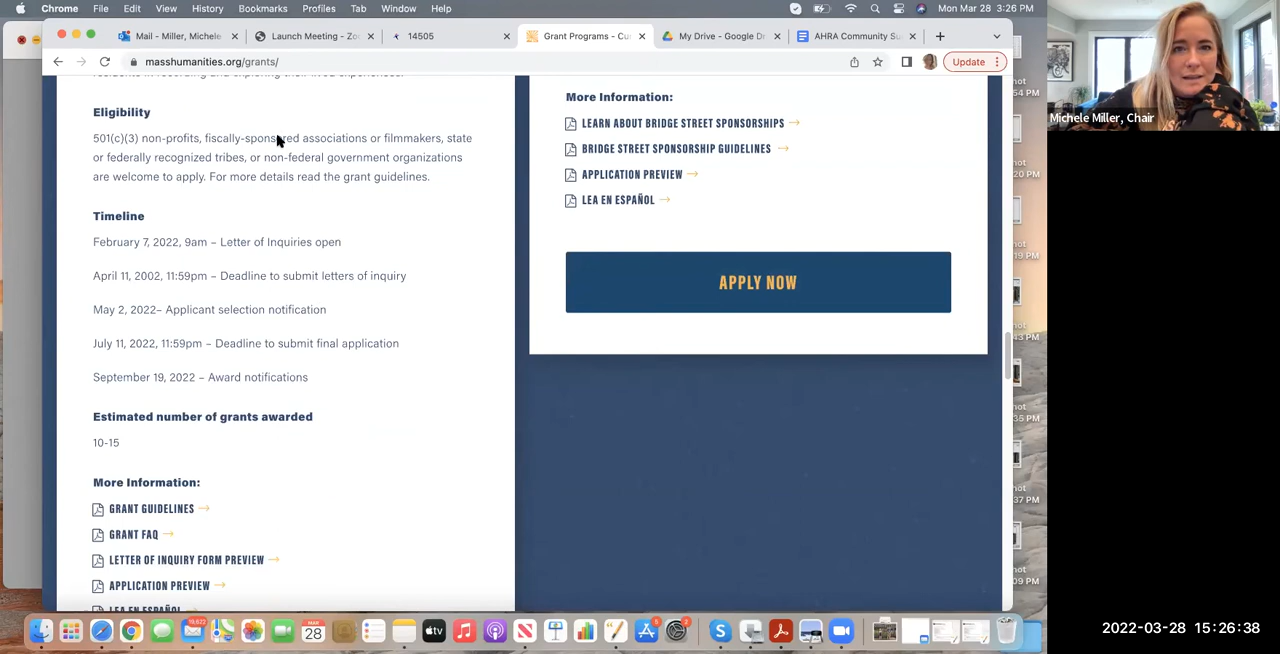 Chrome File Edit View History Bookmarks Profiles Tab Window Help Mon Mar 28 3:26 PM
Mail - Miller, Michele
Launch Meeting - Zo
14505
Grant Programs - Cu
My Drive - Google Dr
AHRA Community Su
masshumanities.org/grants/
Update
Eligibility
501(c)(3) non-profits, fiscally-sponsored associations or filmmakers, state
or federally recognized tribes, or non-federal government organizations
are welcome to apply. For more details read the grant guidelines.
Timeline
February 7, 2022, 9am – Letter of Inquiries open
April 11, 2002, 11:59pm – Deadline to submit letters of inquiry
May 2, 2022– Applicant selection notification
July 11, 2022, 11:59pm – Deadline to submit final application
September 19, 2022 – Award notifications
Estimated number of grants awarded
10-15
More Information:
GRANT GUIDELINES →
GRANT FAQ →
LETTER OF INQUIRY FORM PREVIEW →
APPLICATION PREVIEW →
LEA EN ESPAÑOL
More Information:
LEARN ABOUT BRIDGE STREET SPONSORSHIPS →
BRIDGE STREET SPONSORSHIP GUIDELINES →
APPLICATION PREVIEW →
LEA EN ESPAÑOL →
APPLY NOW
Michele Miller, Chair
MAR
28
tv
2022-03-28 15:26:38